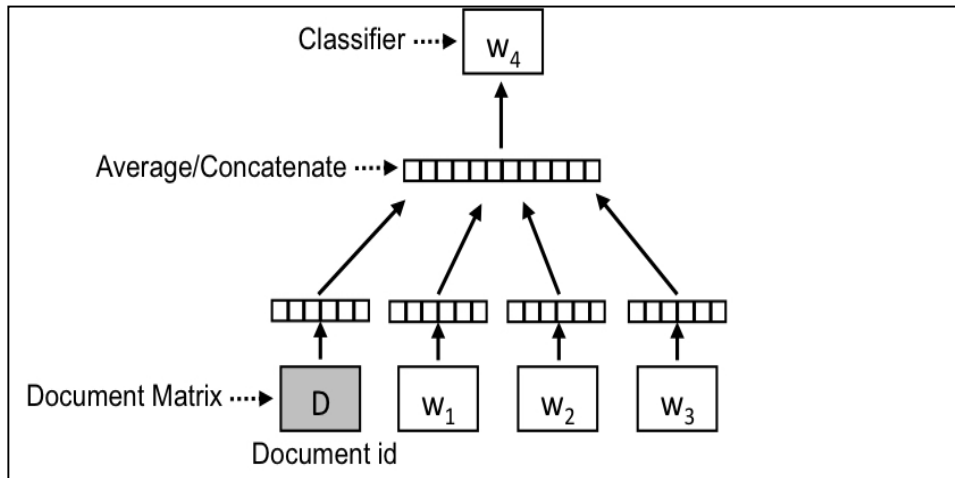 Classifier
w4
Average/Concatenate
Document Matrix
D
w1
w2
w3
Document id